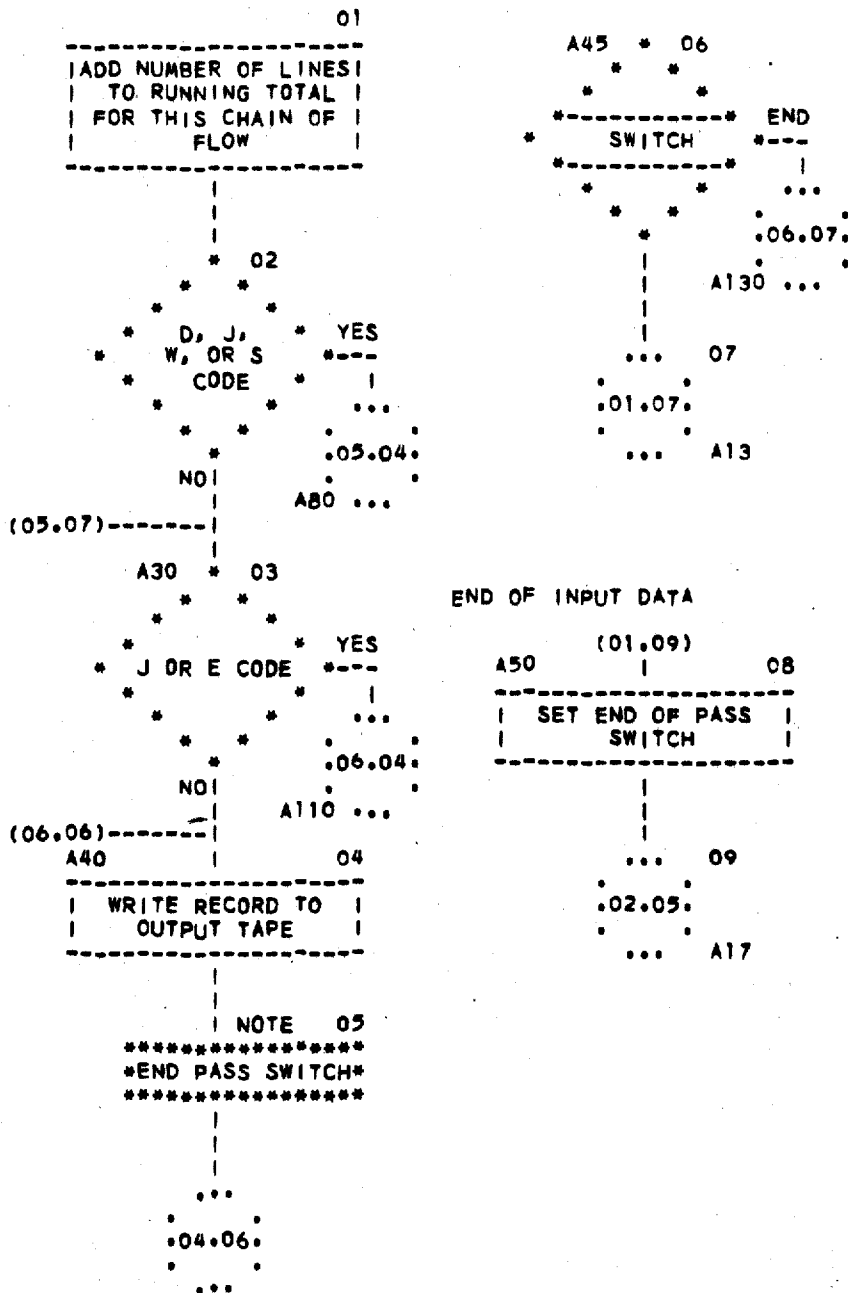 01
ADD NUMBER OF LINES
TO RUNNING TOTAL
FOR THIS CHAIN OF
FLOW
02
D, J,
W, OR S
CODE
YES
05.04
A80
NO
(05.07)
A30
03
J OR E CODE
YES
06.04
A110
NO
(06.06)
A40
04
WRITE RECORD TO
OUTPUT TAPE
NOTE
05
*END PASS SWITCH*
04.06
A45
06
SWITCH
END
06.07
A130
07
01.07
A13
END OF INPUT DATA
(01.09)
A50
08
SET END OF PASS
SWITCH
09
02.05
A17